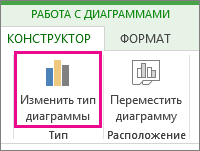 РАБОТА С ДИАГРАММАМИ
КОНСТРУКТОР ФОРМАТ
Изменить тип Переместить
диаграммы диаграмму
Тип Расположение